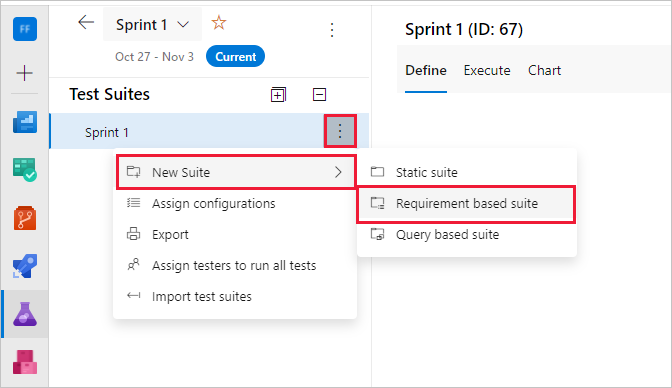 FF
Sprint 1
Oct 27 - Nov 3 Current
Test Suites
Sprint 1
New Suite
Assign configurations
Export
Assign testers to run all tests
Import test suites
Static suite
Requirement based suite
Query based suite
Sprint 1 (ID: 67)
Define Execute Chart